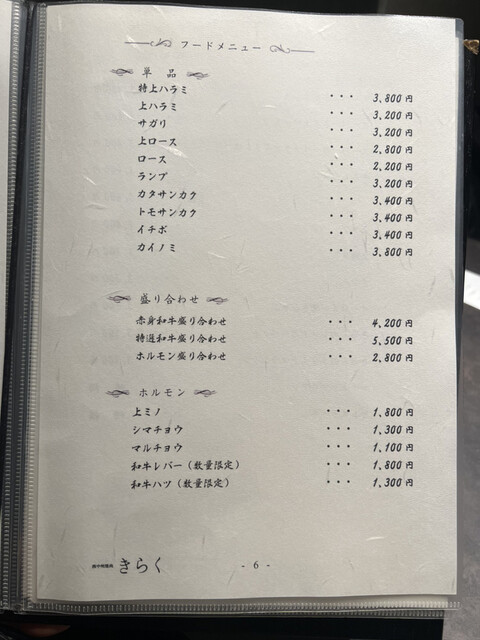 フードメニュー
単 品
特上ハラミ ・・・ 3,800円
上ハラミ ・・・ 3,200円
サガリ ・・・ 3,200円
上ロース ・・・ 2,800円
ロース ・・・ 2,200円
ランプ ・・・ 3,200円
カタサンカク ・・・ 3,400円
トモサンカク ・・・ 3,400円
イチボ ・・・ 3,400円
カイノミ ・・・ 3,800円
盛り合わせ
赤身和牛盛り合わせ ・・・ 4,200円
特選和牛盛り合わせ ・・・ 5,500円
ホルモン盛り合わせ ・・・ 2,800円
ホルモン
上ミノ ・・・ 1,800円
シマチョウ ・・・ 1,300円
マルチョウ ・・・ 1,100円
和牛レバー（数量限定） ・・・ 1,800円
和牛ハツ（数量限定） ・・・ 1,300円
きらく
- 6 -